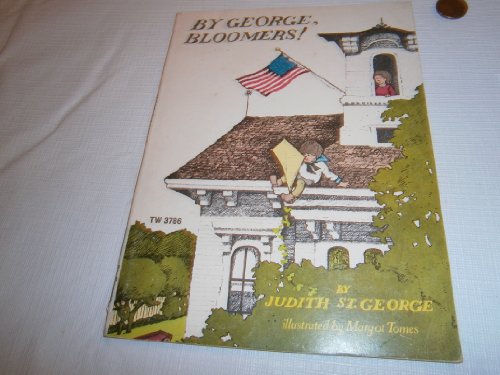 BY GEORGE,
BLOOMERS!
TW 3786
BY
JUDITH ST. GEORGE
illustrated by Margot Tomes